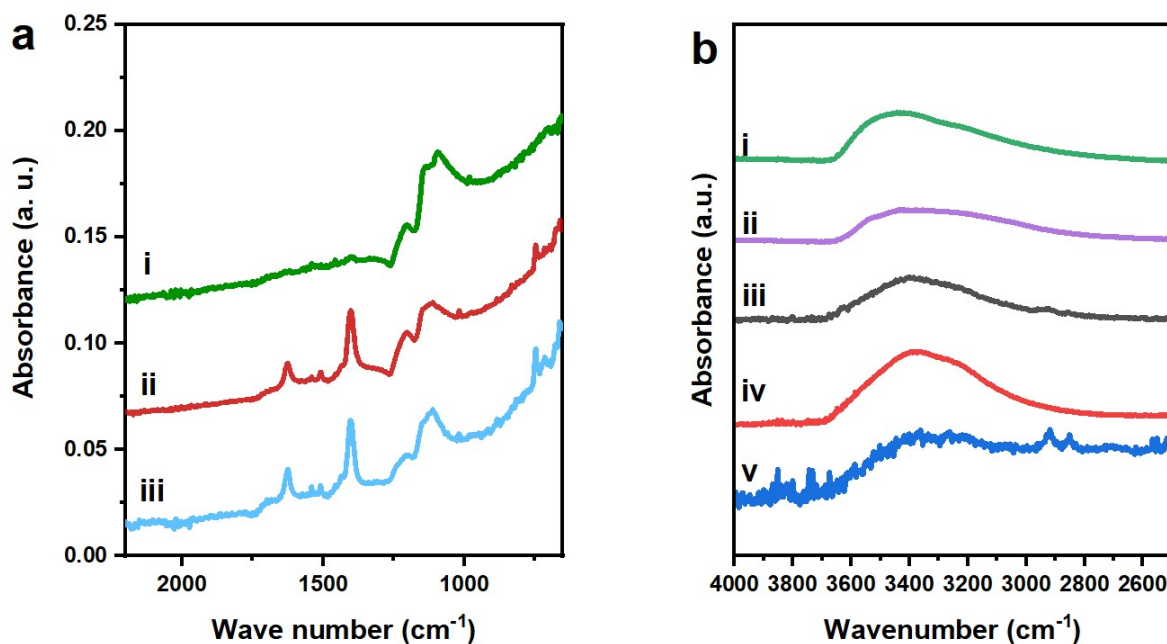 a
0.25
0.20
0.15
0.10
0.05
0.00
i
ii
iii
2000 1500 1000
Absorbance (a. u.)
Wave number (cm⁻¹)
b
i
ii
iii
iv
v
4000 3800 3600 3400 3200 3000 2800 2600
Absorbance (a.u.)
Wavenumber (cm⁻¹)